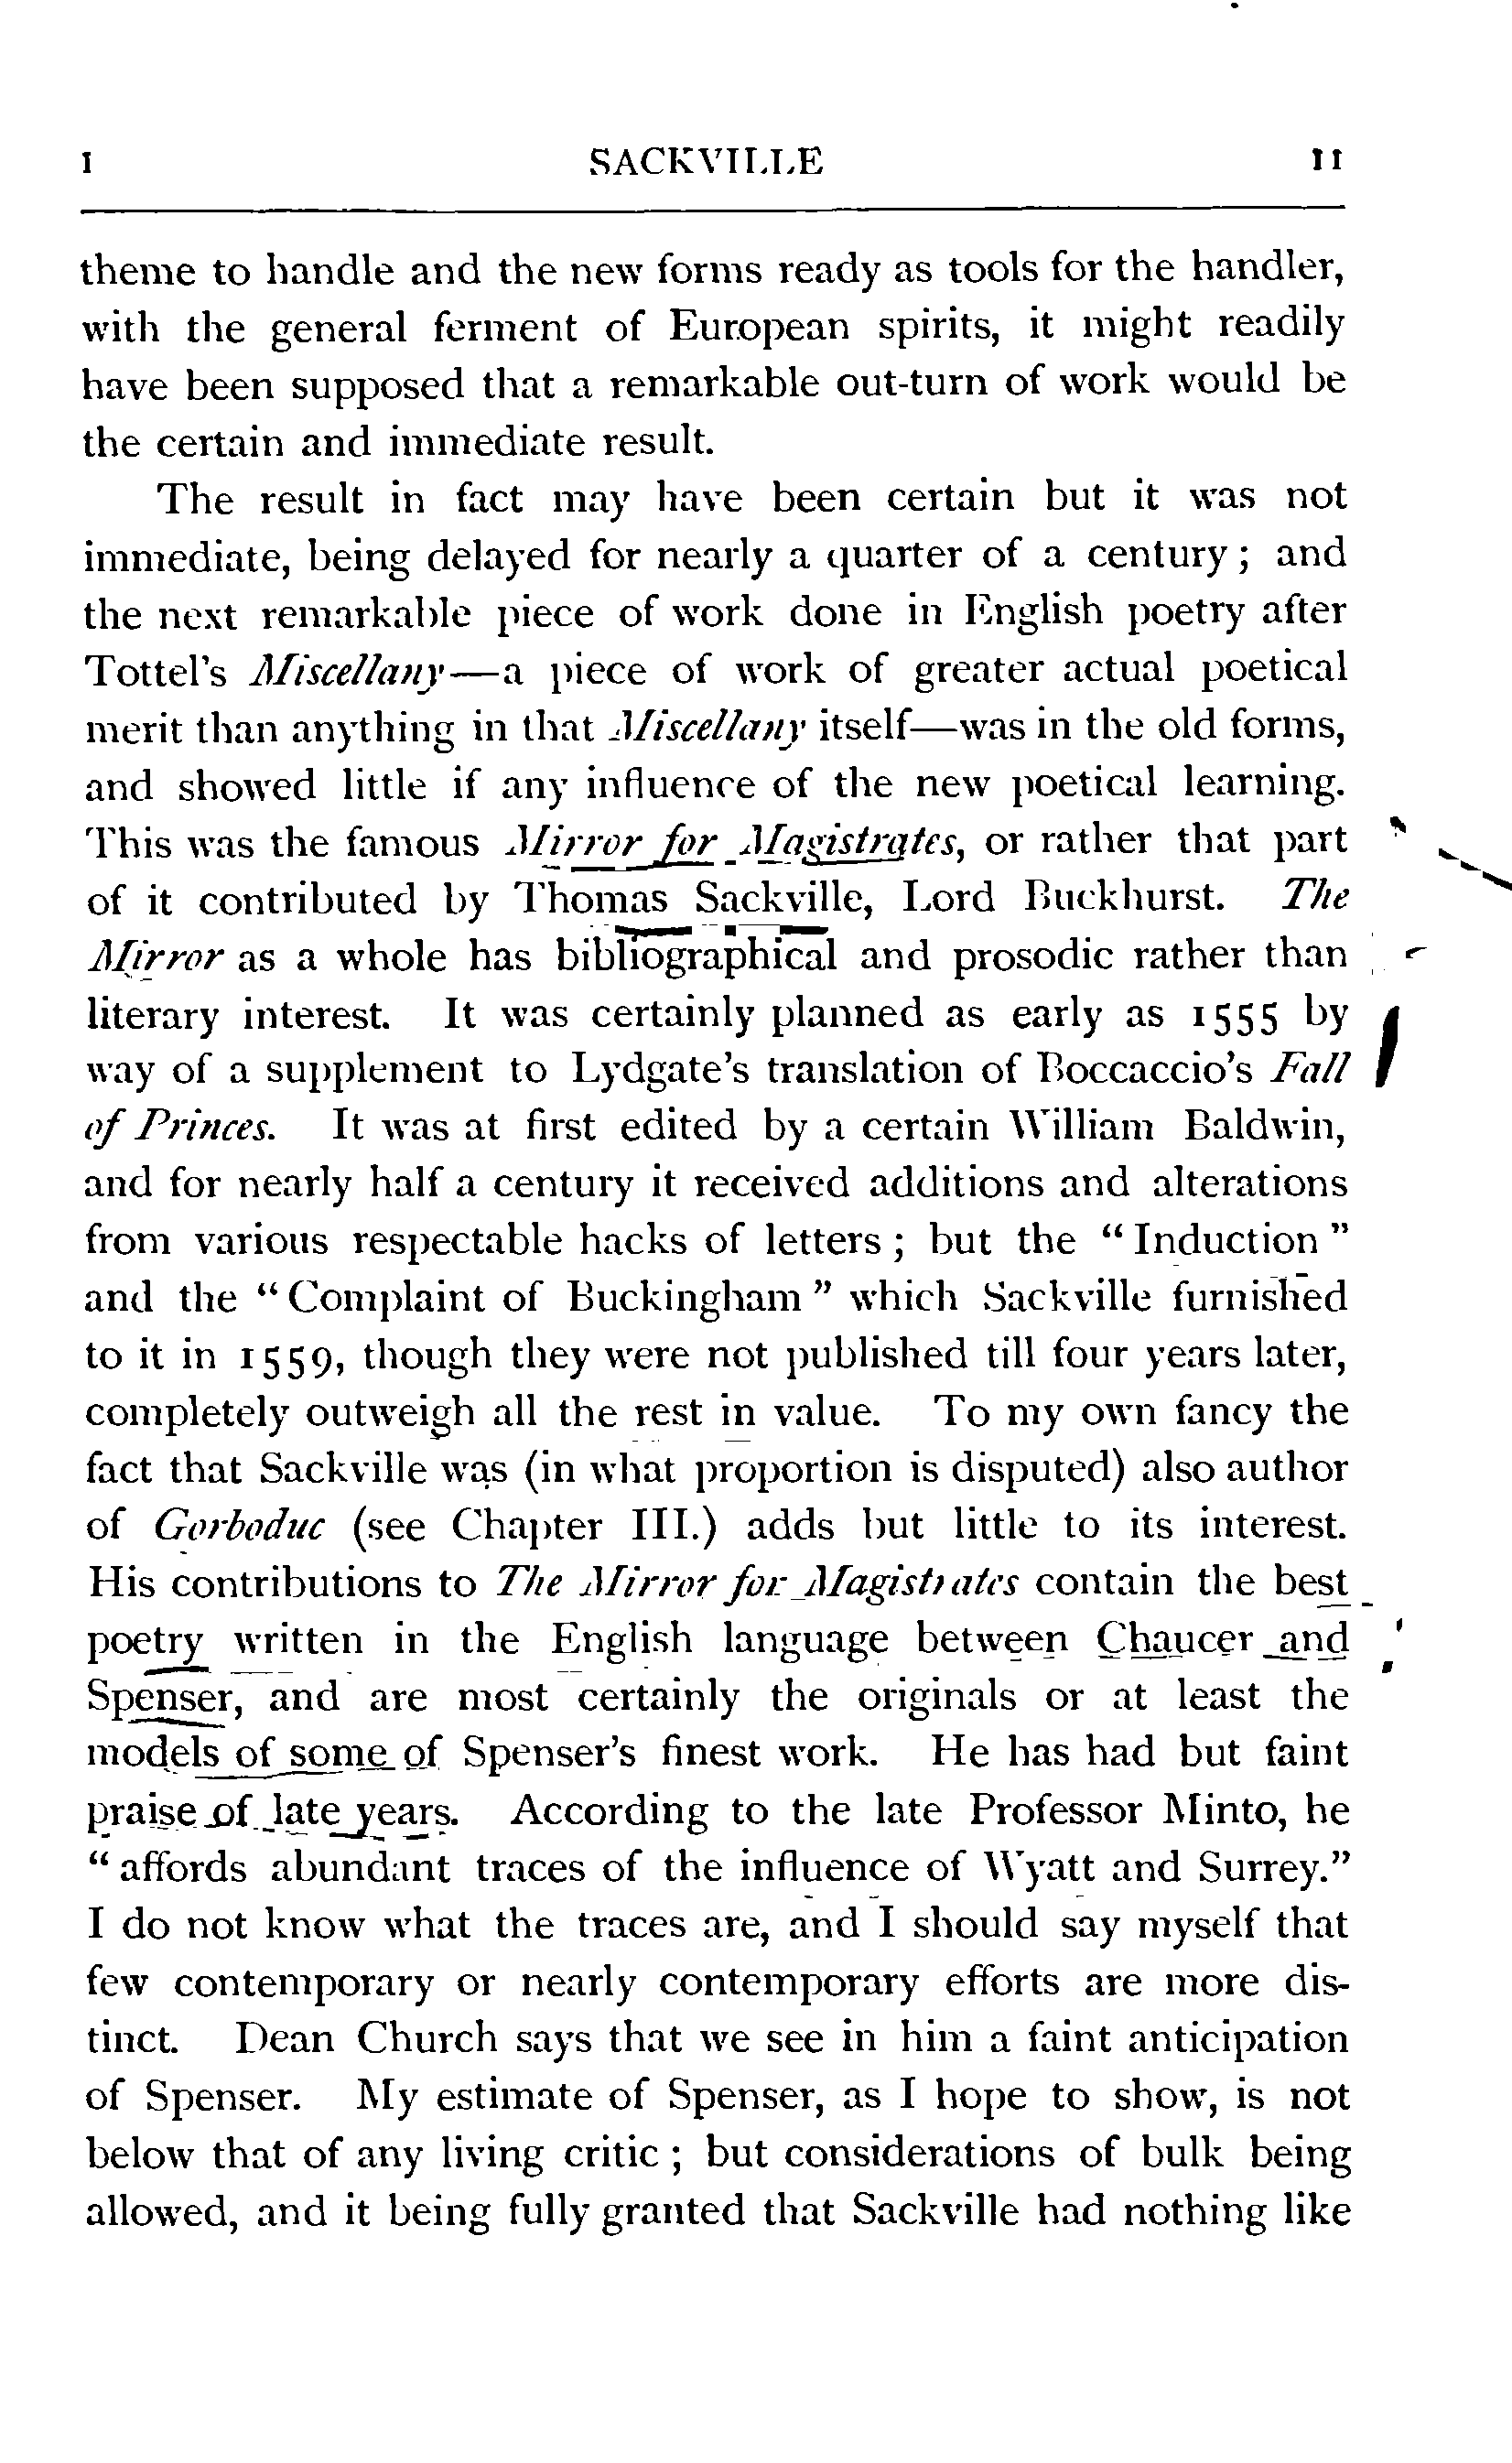 I SACKVILLE 11
theme to handle and the new forms ready as tools for the handler,
with the general ferment of European spirits, it might readily
have been supposed that a remarkable out-turn of work would be
the certain and immediate result.
The result in fact may have been certain but it was not
immediate, being delayed for nearly a quarter of a century; and
the next remarkable piece of work done in English poetry after
Tottel's Miscellany—a piece of work of greater actual poetical
merit than anything in that Miscellany itself—was in the old forms,
and showed little if any influence of the new poetical learning.
This was the famous Mirror for Magistrates, or rather that part
of it contributed by Thomas Sackville, Lord Buckhurst. The
Mirror as a whole has bibliographical and prosodic rather than
literary interest. It was certainly planned as early as 1555 by
way of a supplement to Lydgate's translation of Boccaccio's Fall
of Princes. It was at first edited by a certain William Baldwin,
and for nearly half a century it received additions and alterations
from various respectable hacks of letters; but the "Induction"
and the "Complaint of Buckingham" which Sackville furnished
to it in 1559, though they were not published till four years later,
completely outweigh all the rest in value. To my own fancy the
fact that Sackville was (in what proportion is disputed) also author
of Gorboduc (see Chapter III.) adds but little to its interest.
His contributions to The Mirror for Magistrates contain the best
poetry written in the English language between Chaucer and
Spenser, and are most certainly the originals or at least the
models of some of Spenser's finest work. He has had but faint
praise of late years. According to the late Professor Minto, he
"affords abundant traces of the influence of Wyatt and Surrey."
I do not know what the traces are, and I should say myself that
few contemporary or nearly contemporary efforts are more dis-
tinct. Dean Church says that we see in him a faint anticipation
of Spenser. My estimate of Spenser, as I hope to show, is not
below that of any living critic; but considerations of bulk being
allowed, and it being fully granted that Sackville had nothing like